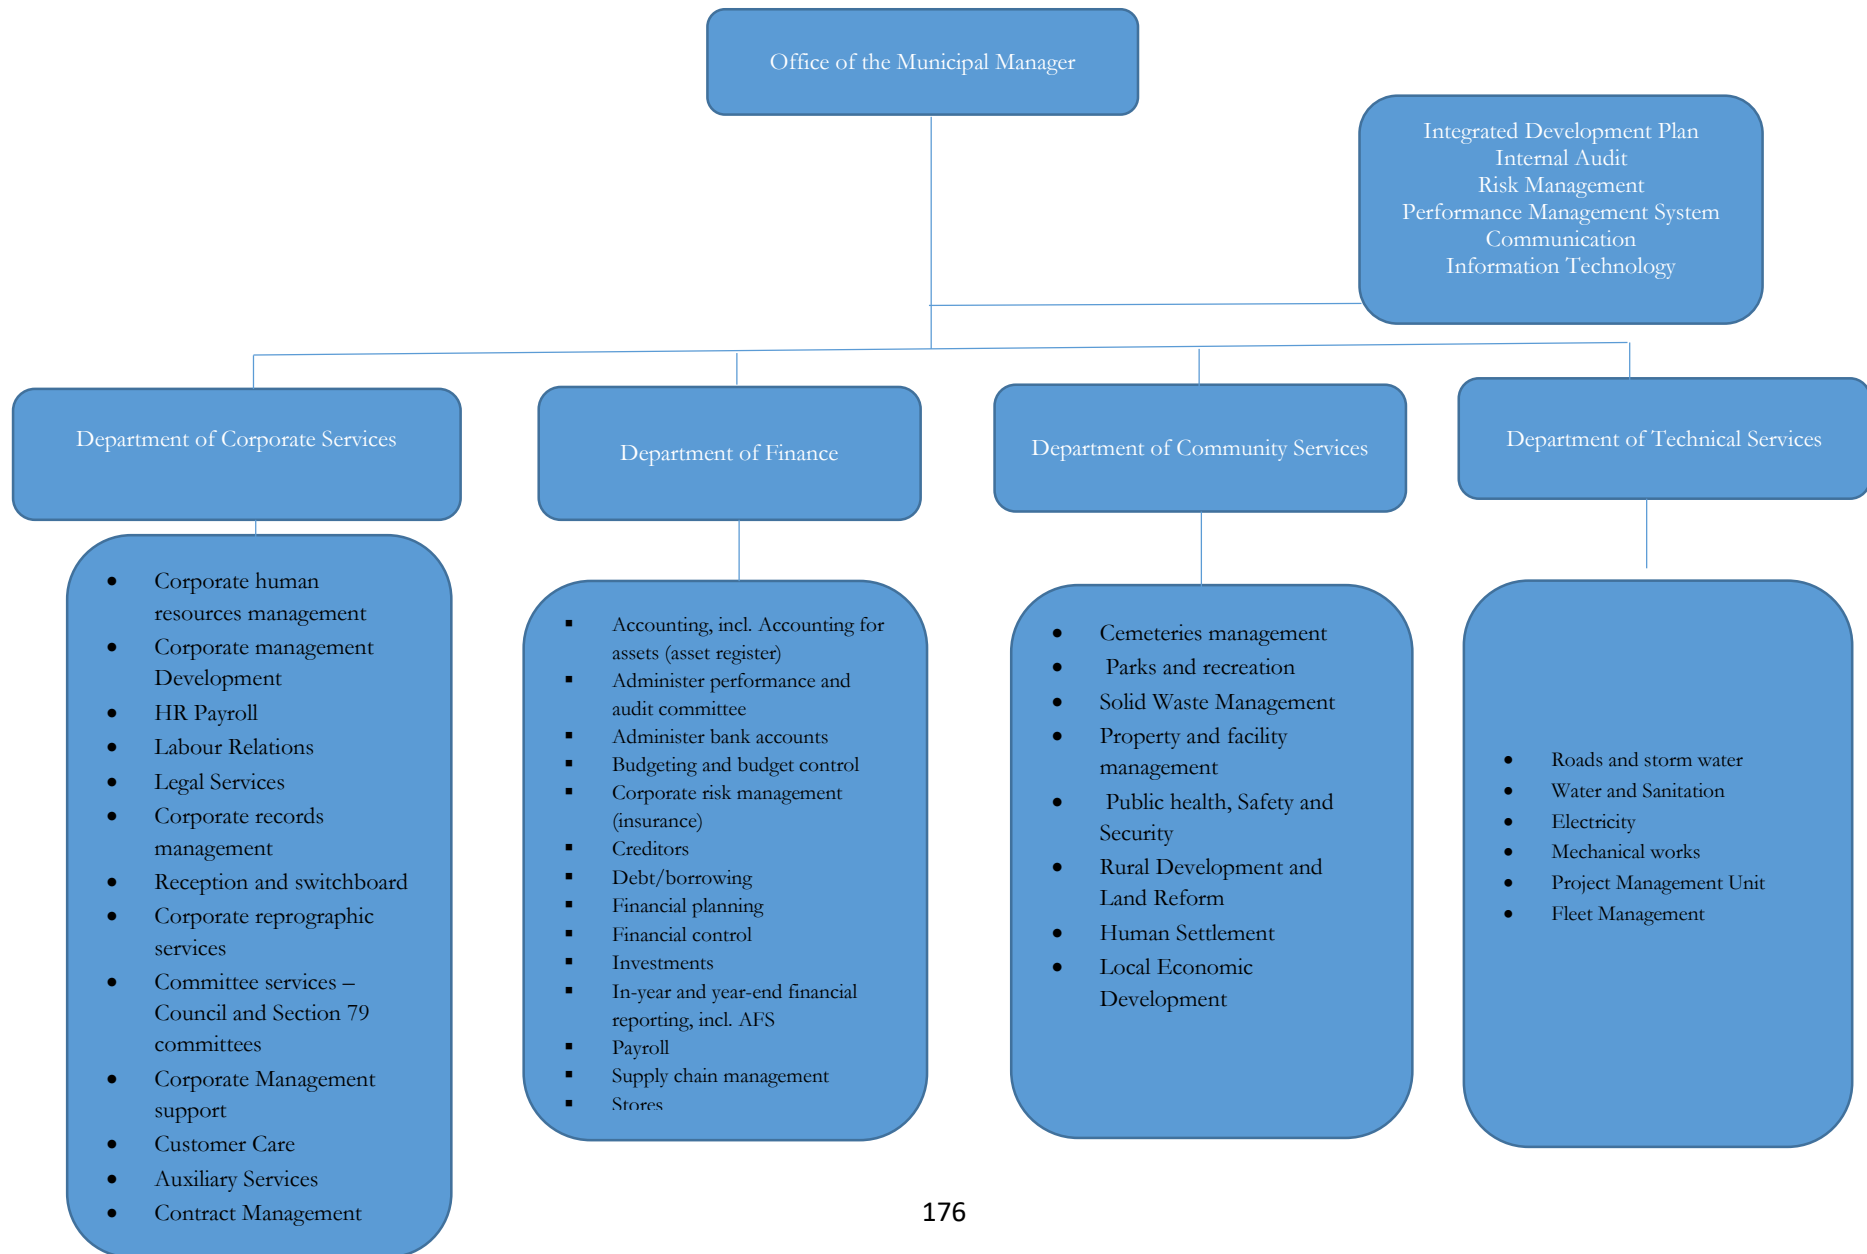 Office of the Municipal Manager
Integrated Development Plan
Internal Audit
Risk Management
Performance Management System
Communication
Information Technology
Department of Corporate Services
Department of Finance
Department of Community Services
Department of Technical Services
• Corporate human
resources management
• Corporate management
Development
• HR Payroll
• Labour Relations
• Legal Services
• Corporate records
management
• Reception and switchboard
• Corporate reprographic
services
• Committee services –
Council and Section 79
committees
• Corporate Management
support
• Customer Care
• Auxiliary Services
• Contract Management
▪ Accounting, incl. Accounting for
assets (asset register)
▪ Administer performance and
audit committee
▪ Administer bank accounts
▪ Budgeting and budget control
▪ Corporate risk management
(insurance)
▪ Creditors
▪ Debt/borrowing
▪ Financial planning
▪ Financial control
▪ Investments
▪ In-year and year-end financial
reporting, incl. AFS
▪ Payroll
▪ Supply chain management
▪ Stores
• Cemeteries management
• Parks and recreation
• Solid Waste Management
• Property and facility
management
• Public health, Safety and
Security
• Rural Development and
Land Reform
• Human Settlement
• Local Economic
Development
• Roads and storm water
• Water and Sanitation
• Electricity
• Mechanical works
• Project Management Unit
• Fleet Management
176